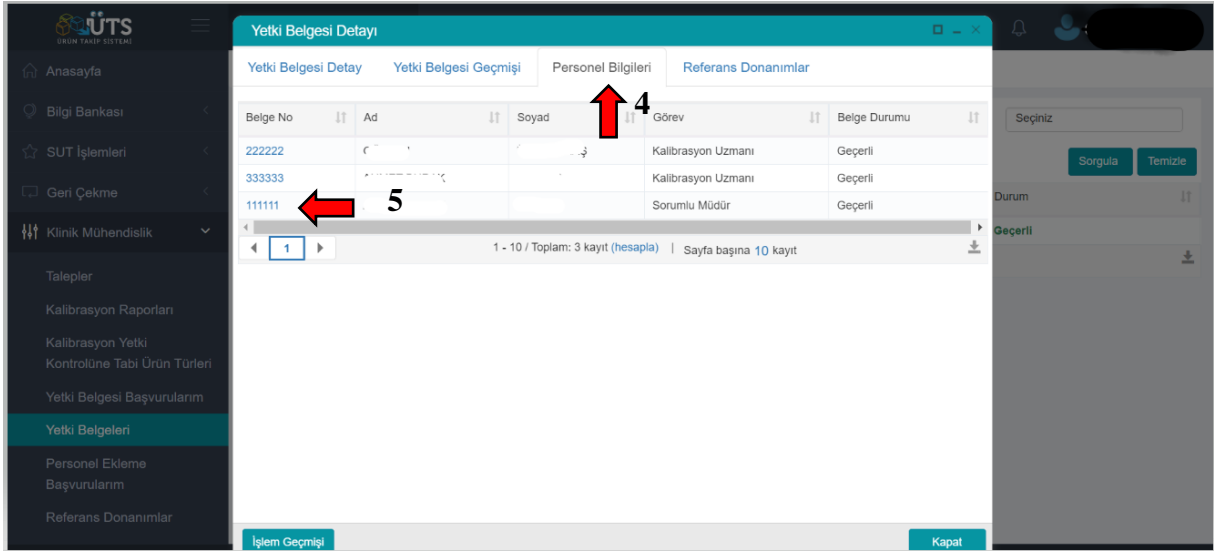 ÜTS
ÜRÜN TAKİP SİSTEMİ
Anasayfa
Bilgi Bankası
SUT İşlemleri
Geri Çekme
Klinik Mühendislik
Talepler
Kalibrasyon Raporları
Kalibrasyon Yetki
Kontrolüne Tabi Ürün Türleri
Yetki Belgesi Başvurularım
Yetki Belgeleri
Personel Ekleme
Başvurularım
Referans Donanımlar
Yetki Belgesi Detayı
Yetki Belgesi Detay Yetki Belgesi Geçmişi Personel Bilgileri Referans Donanımlar
4
Belge No Ad Soyad Görev Belge Durumu
222222 Kalibrasyon Uzmanı Geçerli
333333 Kalibrasyon Uzmanı Geçerli
111111 5 Sorumlu Müdür Geçerli
1 1 - 10 / Toplam: 3 kayıt (hesapla) | Sayfa başına 10 kayıt
İşlem Geçmişi Kapat
Seçiniz
Sorgula Temizle
Durum
Geçerli